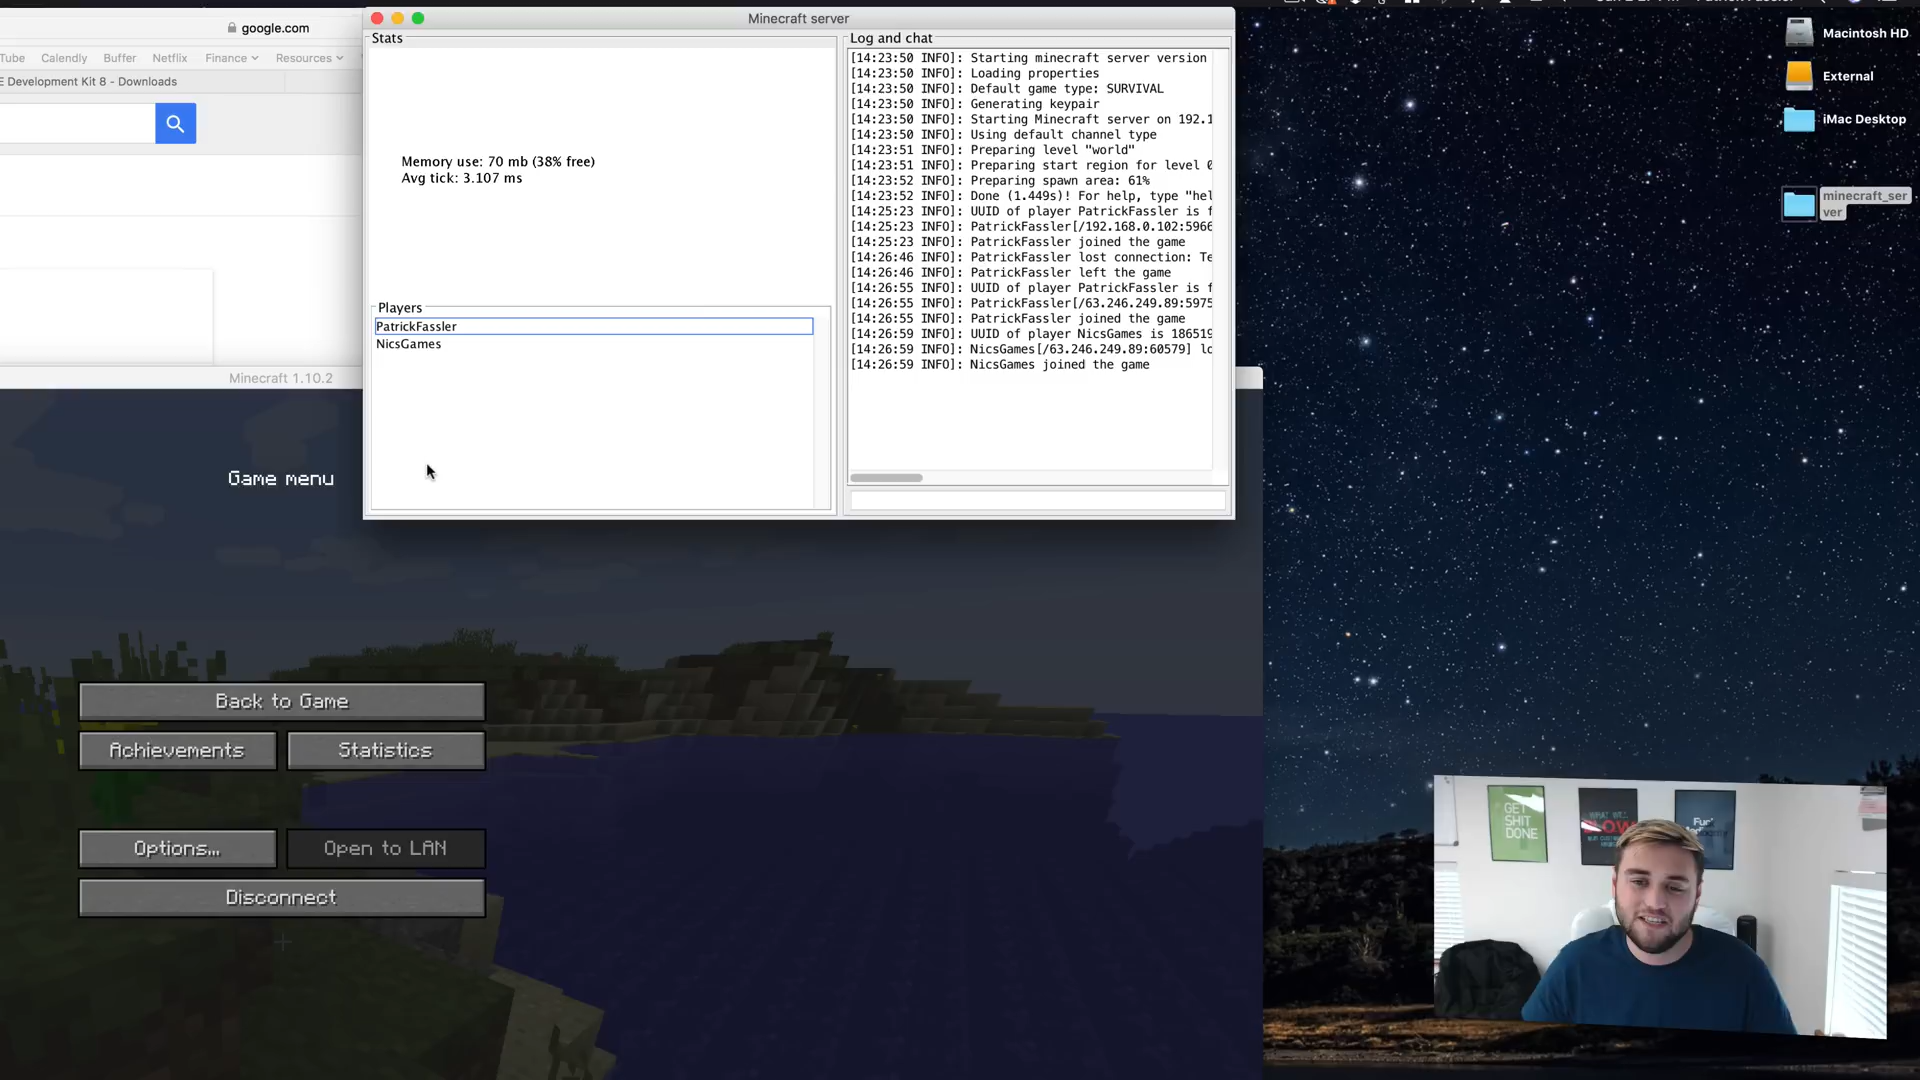 google.com
Tube Calendly Buffer Netflix Finance Resources
E Development Kit 8 - Downloads
Minecraft 1.10.2
Game menu
Back to Game
Achievements Statistics
Options... Open to LAN
Disconnect
Minecraft server
Stats
Memory use: 70 mb (38% free)
Avg tick: 3.107 ms
Players
PatrickFassler
NicsGames
Log and chat
[14:23:50 INFO]: Starting minecraft server version
[14:23:50 INFO]: Loading properties
[14:23:50 INFO]: Default game type: SURVIVAL
[14:23:50 INFO]: Generating keypair
[14:23:50 INFO]: Starting Minecraft server on 192.1
[14:23:50 INFO]: Using default channel type
[14:23:51 INFO]: Preparing level "world"
[14:23:51 INFO]: Preparing start region for level 0
[14:23:52 INFO]: Preparing spawn area: 61%
[14:23:52 INFO]: Done (1.449s)! For help, type "hel
[14:25:23 INFO]: UUID of player PatrickFassler is f
[14:25:23 INFO]: PatrickFassler[/192.168.0.102:5966
[14:25:23 INFO]: PatrickFassler joined the game
[14:26:46 INFO]: PatrickFassler lost connection: Te
[14:26:46 INFO]: PatrickFassler left the game
[14:26:55 INFO]: UUID of player PatrickFassler is f
[14:26:55 INFO]: PatrickFassler[/63.246.249.89:5975
[14:26:55 INFO]: PatrickFassler joined the game
[14:26:59 INFO]: UUID of player NicsGames is 186519
[14:26:59 INFO]: NicsGames[/63.246.249.89:60579] lo
[14:26:59 INFO]: NicsGames joined the game
Macintosh HD
External
iMac Desktop
minecraft_ser
ver
GET
SHIT
DONE